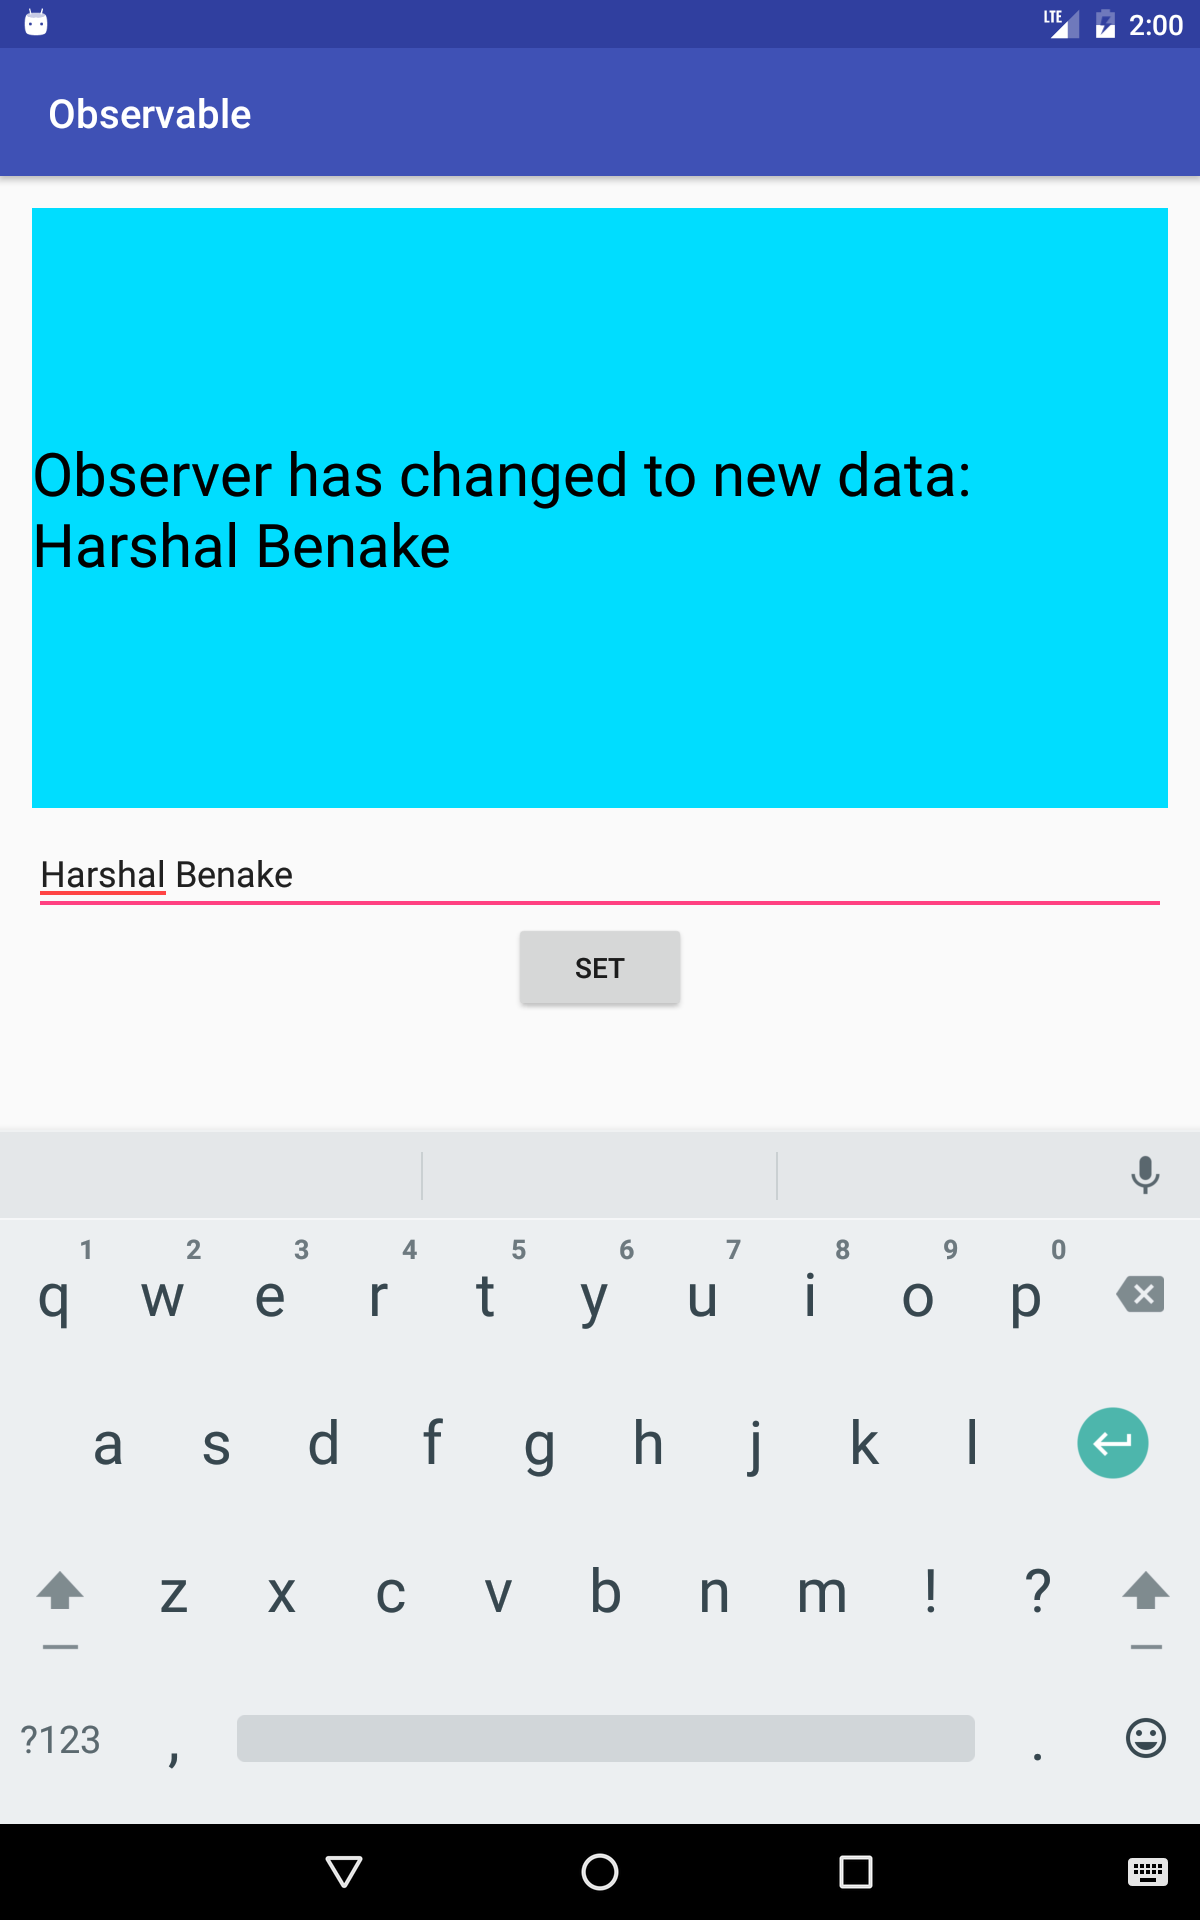 LTE 2:00
Observable
Observer has changed to new data:
Harshal Benake
Harshal Benake
SET
1 2 3 4 5 6 7 8 9 0
q w e r t y u i o p
a s d f g h j k l
z x c v b n m ! ?
?123 , .